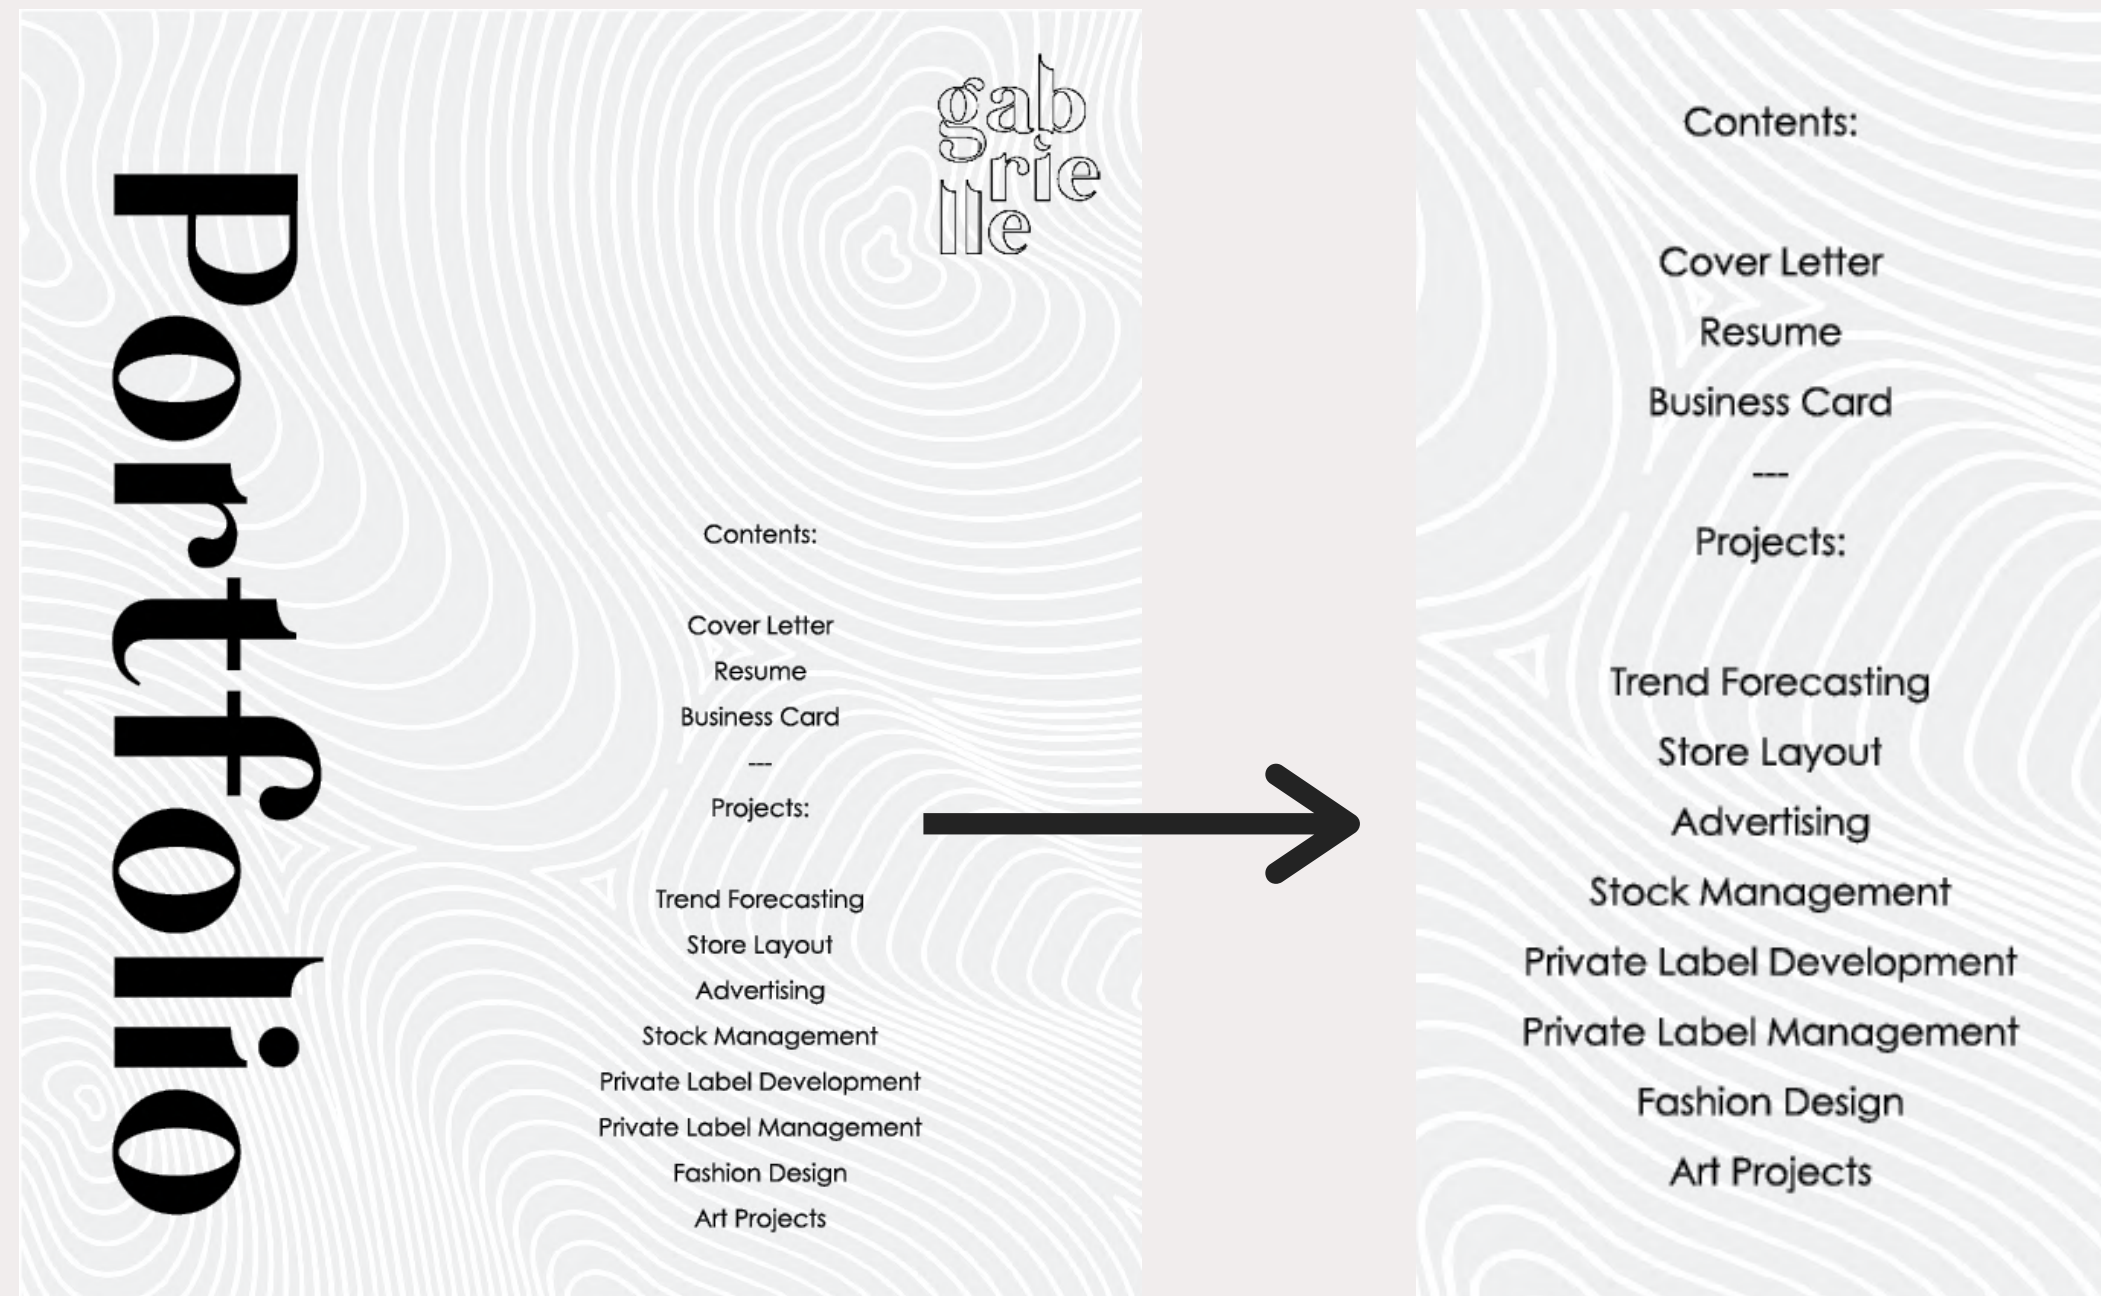 Portfolio
gab
rie
lle
Contents:
Cover Letter
Resume
Business Card
---
Projects:
Trend Forecasting
Store Layout
Advertising
Stock Management
Private Label Development
Private Label Management
Fashion Design
Art Projects
Contents:
Cover Letter
Resume
Business Card
---
Projects:
Trend Forecasting
Store Layout
Advertising
Stock Management
Private Label Development
Private Label Management
Fashion Design
Art Projects